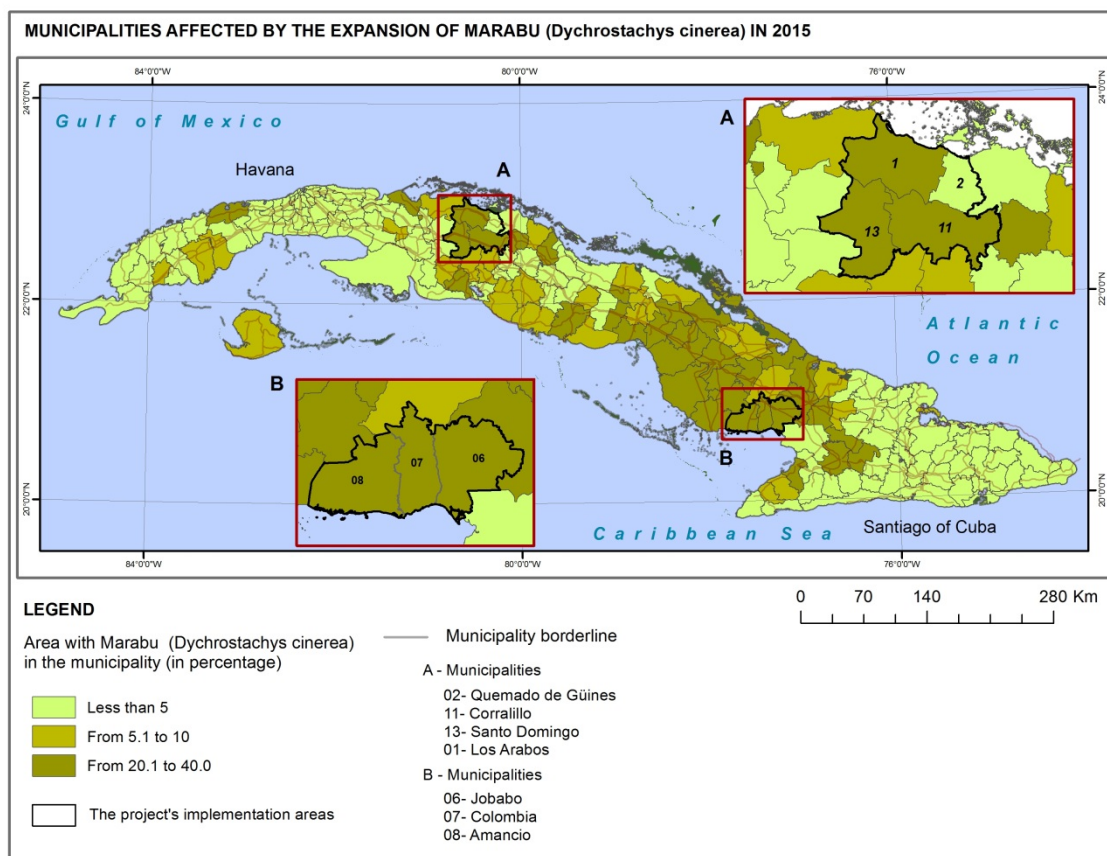 MUNICIPALITIES AFFECTED BY THE EXPANSION OF MARABU (Dychrostachys cinerea) IN 2015
84°0'0"W
80°0'0"W
76°0'0"W
24°0'0"N
24°0'0"N
Gulf of Mexico
A
Havana
A
1
2
13
11
22°0'0"N
22°0'0"N
Atlantic
Ocean
B
08
07
06
B
20°0'0"N
20°0'0"N
Caribbean Sea
Santiago of Cuba
84°0'0"W
80°0'0"W
76°0'0"W
LEGEND
Area with Marabu (Dychrostachys cinerea)
in the municipality (in percentage)
Less than 5
From 5.1 to 10
From 20.1 to 40.0
The project's implementation areas
Municipality borderline
A - Municipalities
02- Quemado de Güines
11- Corralillo
13- Santo Domingo
01- Los Arabos
B - Municipalities
06- Jobabo
07- Colombia
08- Amancio
0 70 140 280 Km